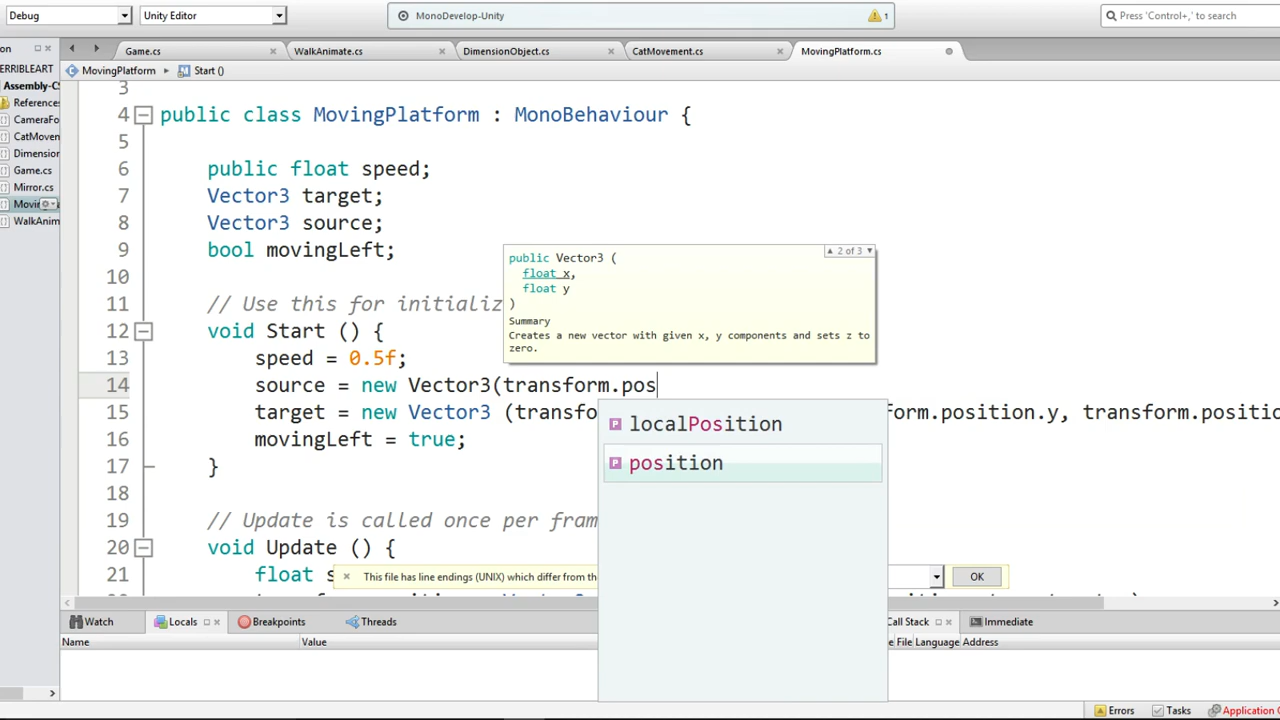 Debug Unity Editor MonoDevelop-Unity 1 Press 'Control+,' to search
on Game.cs WalkAnimate.cs DimensionObject.cs CatMovement.cs MovingPlatform.cs
ERRIBLEART MovingPlatform Start ()
Assembly-CS
References
CameraFo
CatMovem
Dimension
Game.cs
Mirror.cs
WalkAnim
3
4 public class MovingPlatform : MonoBehaviour {
5
6 public float speed;
7 Vector3 target;
8 Vector3 source;
9 bool movingLeft;
10
11 // Use this for initializ
12 void Start () {
13 speed = 0.5f;
14 source = new Vector3(transform.pos
15 target = new Vector3 (transfo rm.position.y, transform.positio
16 movingLeft = true;
17 }
18
19 // Update is called once per fram
20 void Update () {
21 float s
2 of 3
public Vector3 (
float x,
float y
)
Summary
Creates a new vector with given x, y components and sets z to
zero.
localPosition
position
This file has line endings (UNIX) which differ from the OK
Watch Locals Breakpoints Threads Call Stack Immediate
Name Value File Language Address
Errors Tasks Application